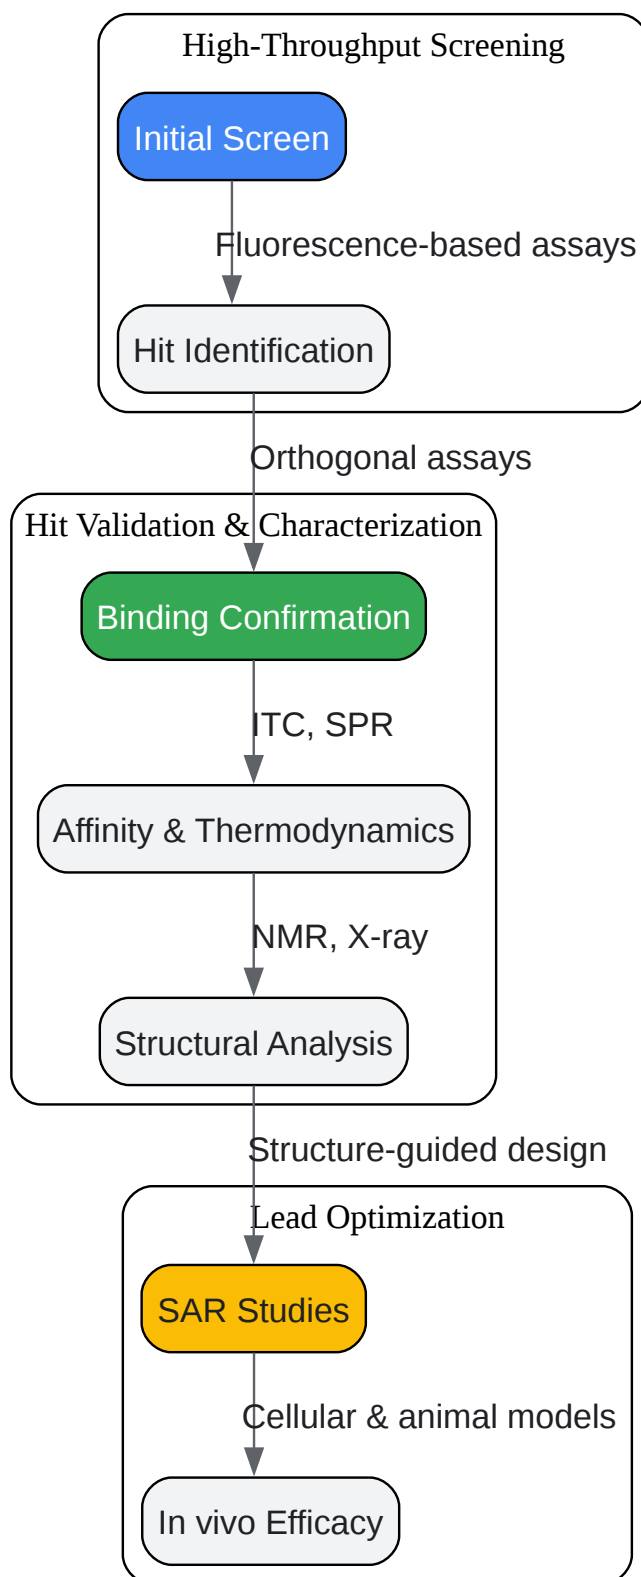 High-Throughput Screening
Initial Screen
Fluorescence-based assays
Hit Identification
Orthogonal assays
Hit Validation & Characterization
Binding Confirmation
ITC, SPR
Affinity & Thermodynamics
NMR, X-ray
Structural Analysis
Structure-guided design
Lead Optimization
SAR Studies
Cellular & animal models
In vivo Efficacy